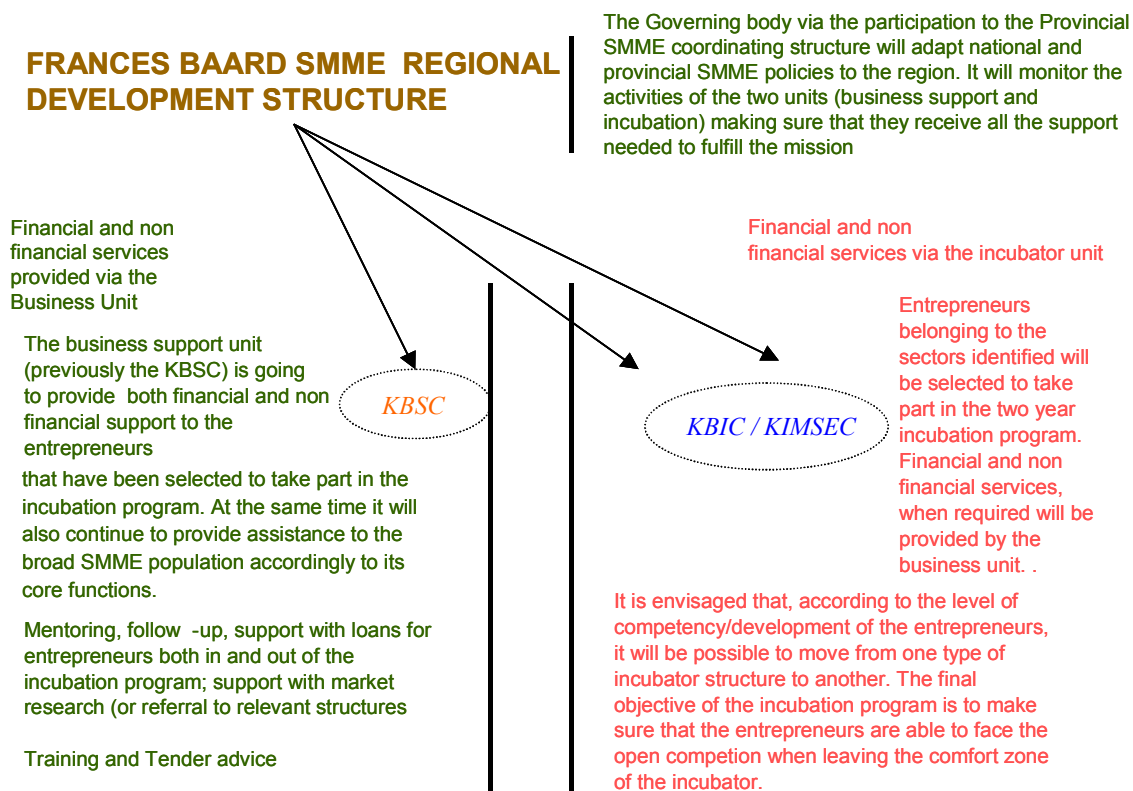 FRANCES BAARD SMME REGIONAL
DEVELOPMENT STRUCTURE
The Governing body via the participation to the Provincial
SMME coordinating structure will adapt national and
provincial SMME policies to the region. It will monitor the
activities of the two units (business support and
incubation) making sure that they receive all the support
needed to fulfill the mission
Financial and non
financial services
provided via the
Business Unit
The business support unit
(previously the KBSC) is going
to provide both financial and non
financial support to the
entrepreneurs
that have been selected to take part in the
incubation program. At the same time it will
also continue to provide assistance to the
broad SMME population accordingly to its
core functions.
Mentoring, follow -up, support with loans for
entrepreneurs both in and out of the
incubation program; support with market
research (or referral to relevant structures
Training and Tender advice
KBSC
Financial and non
financial services via the incubator unit
KBIC / KIMSEC
Entrepreneurs
belonging to the
sectors identified will
be selected to take
part in the two year
incubation program.
Financial and non
financial services,
when required will be
provided by the
business unit. .
It is envisaged that, according to the level of
competency/development of the entrepreneurs,
it will be possible to move from one type of
incubator structure to another. The final
objective of the incubation program is to make
sure that the entrepreneurs are able to face the
open competion when leaving the comfort zone
of the incubator.